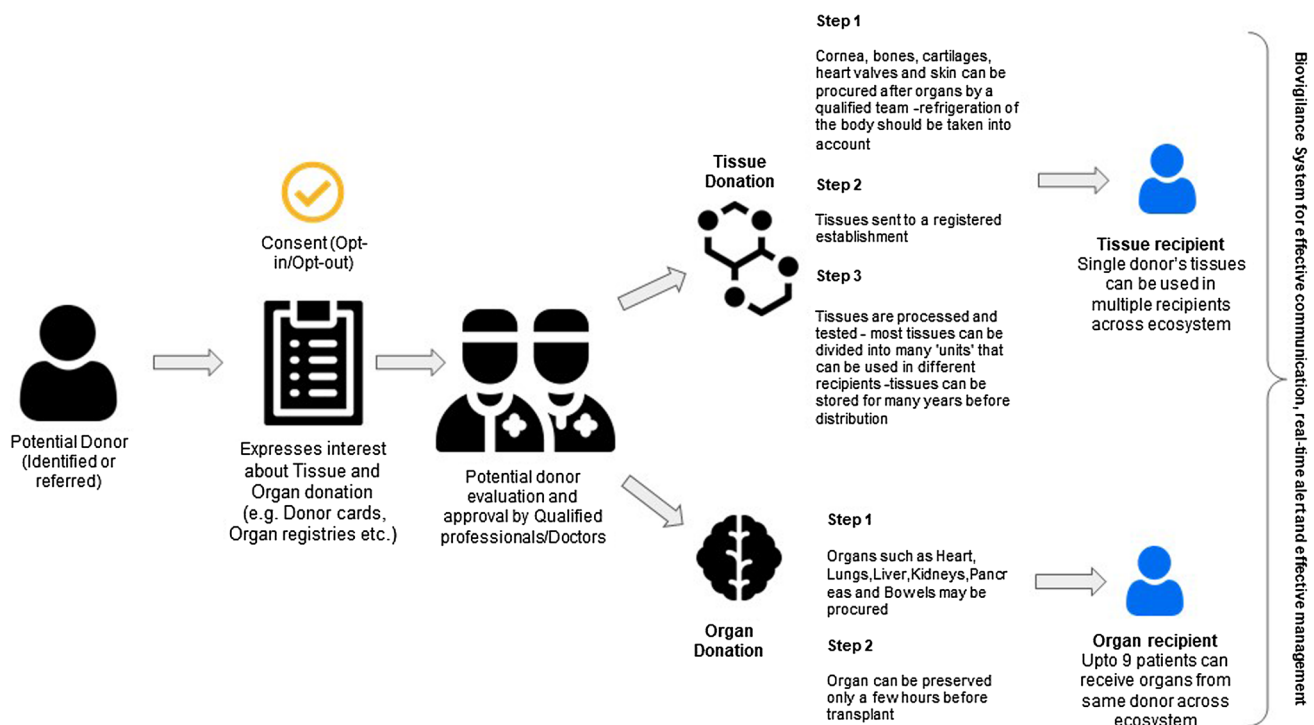 Potential Donor
(Identified or
referred)
Consent (Opt-
in/Opt-out)
Expresses interest
about Tissue and
Organ donation
(e.g. Donor cards,
Organ registries etc.)
Potential donor
evaluation and
approval by Qualified
professionals/Doctors
Tissue
Donation
Step 1
Cornea, bones, cartilages,
heart valves and skin can be
procured after organs by a
qualified team -refrigeration of
the body should be taken into
account
Step 2
Tissues sent to a registered
establishment
Step 3
Tissues are processed and
tested - most tissues can be
divided into many 'units' that
can be used in different
recipients -tissues can be
stored for many years before
distribution
Tissue recipient
Single donor's tissues
can be used in
multiple recipients
across ecosystem
Organ
Donation
Step 1
Organs such as Heart,
Lungs,Liver,Kidneys,Pancr
eas and Bowels may be
procured
Step 2
Organ can be preserved
only a few hours before
transplant
Organ recipient
Upto 9 patients can
receive organs from
same donor across
ecosystem
Biovigilance System for effective communication, real-time alert and effective management